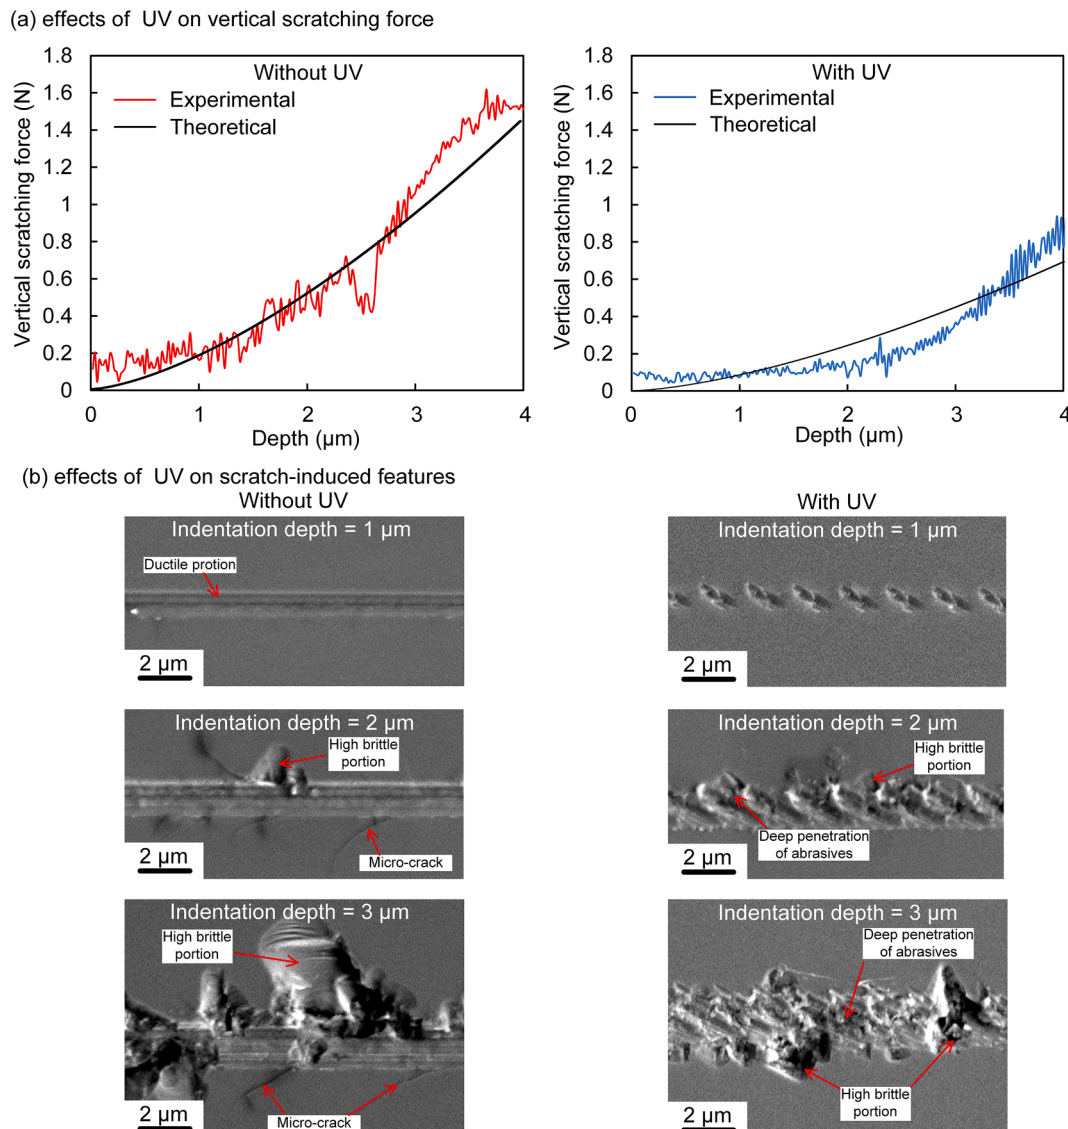 (a) effects of  UV on vertical scratching force
Without UV
Experimental
Theoretical
Vertical scratching force (N)
1.8
1.6
1.4
1.2
1
0.8
0.6
0.4
0.2
0
0 1 2 3 4
Depth (µm)
With UV
Experimental
Theoretical
Vertical scratching force (N)
1.8
1.6
1.4
1.2
1
0.8
0.6
0.4
0.2
0
0 1 2 3 4
Depth (µm)
(b) effects of  UV on scratch-induced features
Without UV
With UV
Indentation depth = 1 µm
Ductile protion
2 µm
Indentation depth = 1 µm
2 µm
Indentation depth = 2 µm
High brittle
portion
Micro-crack
2 µm
Indentation depth = 2 µm
High brittle
portion
Deep penetration
of abrasives
2 µm
Indentation depth = 3 µm
High brittle
portion
Micro-crack
2 µm
Indentation depth = 3 µm
Deep penetration
of abrasives
High brittle
portion
2 µm